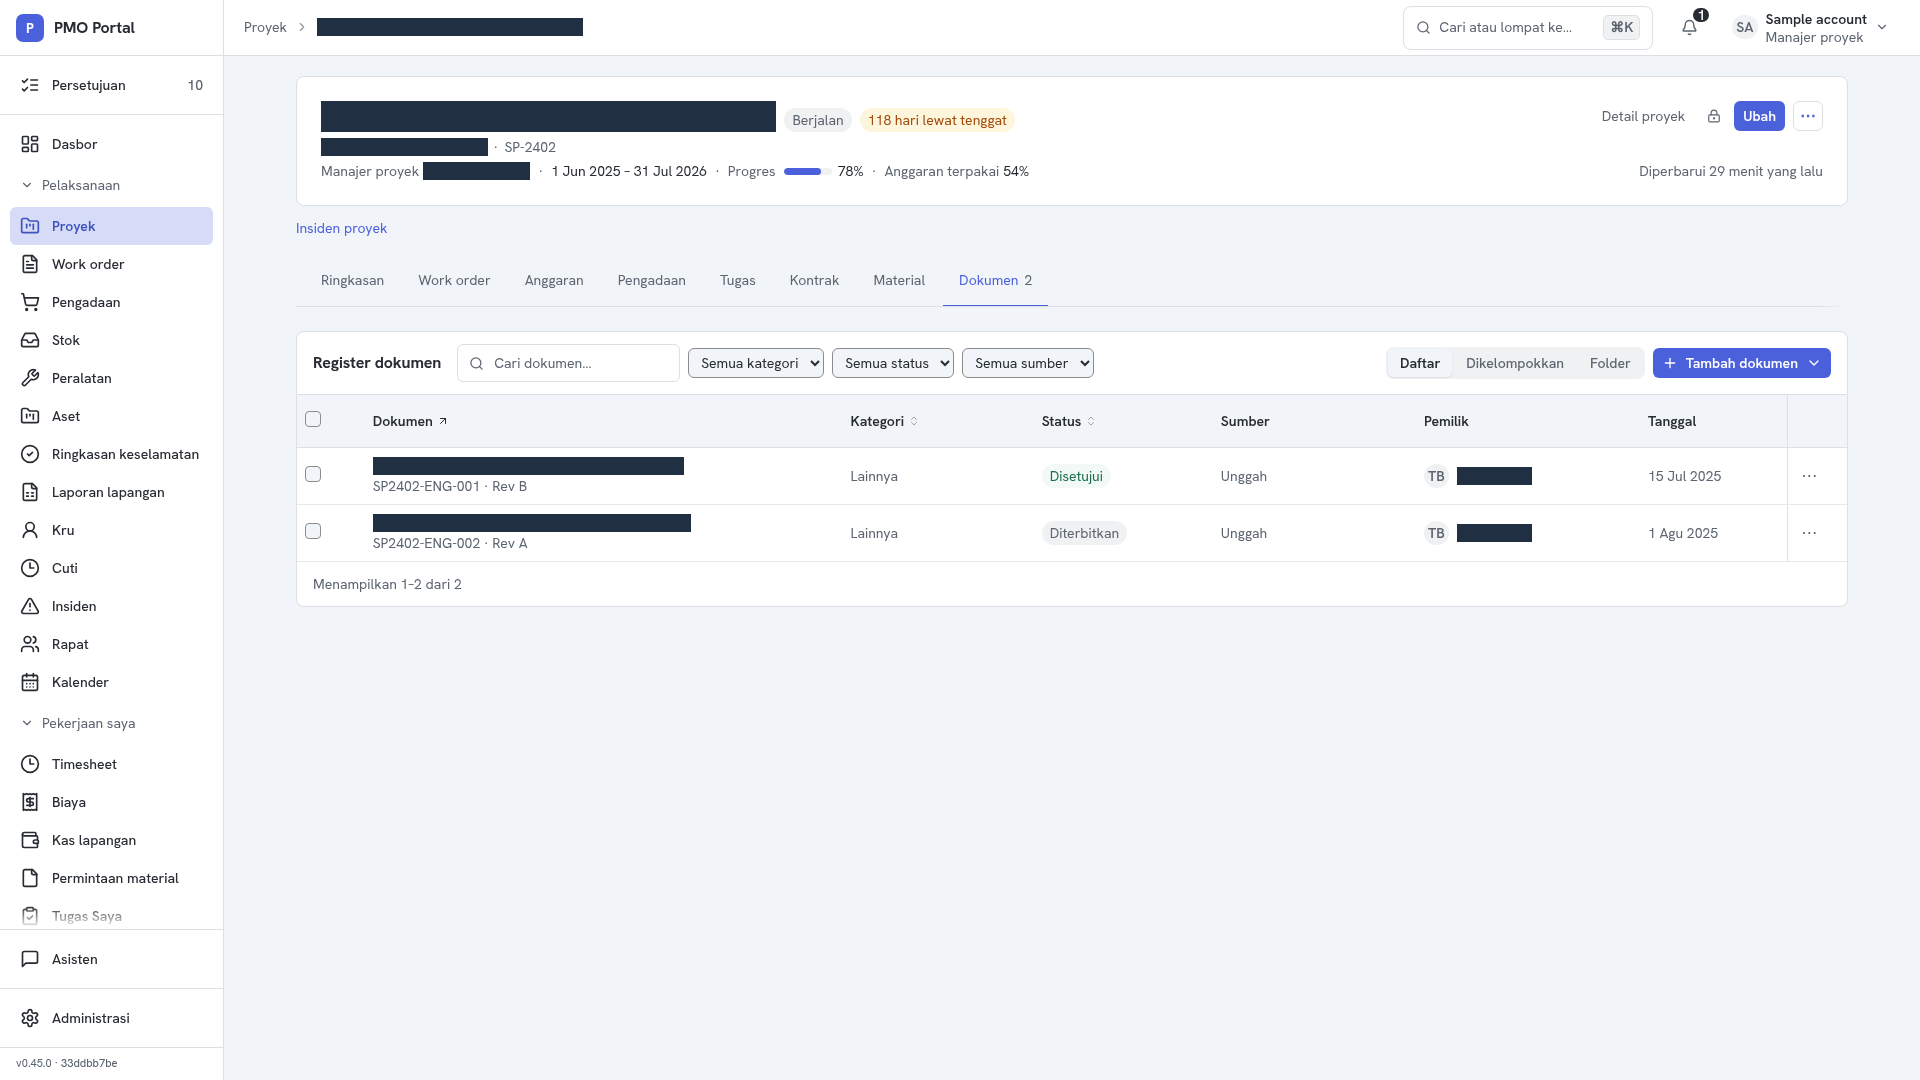 P PMO Portal
Proyek
Cari atau lompat ke...
⌘K
1
SA
Sample account
Manajer proyek
Persetujuan 10
Dasbor
Pelaksanaan
Proyek
Work order
Pengadaan
Stok
Peralatan
Aset
Ringkasan keselamatan
Laporan lapangan
Kru
Cuti
Insiden
Rapat
Kalender
Pekerjaan saya
Timesheet
Biaya
Kas lapangan
Permintaan material
Tugas Saya
Asisten
Administrasi
v0.45.0 · 33ddbb7be
Berjalan 118 hari lewat tenggat
Detail proyek Ubah
· SP-2402
Manajer proyek · 1 Jun 2025 – 31 Jul 2026 · Progres 78% · Anggaran terpakai 54%
Diperbarui 29 menit yang lalu
Insiden proyek
Ringkasan Work order Anggaran Pengadaan Tugas Kontrak Material Dokumen 2
Register dokumen Cari dokumen... Semua kategori Semua status Semua sumber Daftar Dikelompokkan Folder Tambah dokumen
Dokumen Kategori Status Sumber Pemilik Tanggal
SP2402-ENG-001 · Rev B Lainnya Disetujui Unggah TB 15 Jul 2025
SP2402-ENG-002 · Rev A Lainnya Diterbitkan Unggah TB 1 Agu 2025
Menampilkan 1–2 dari 2